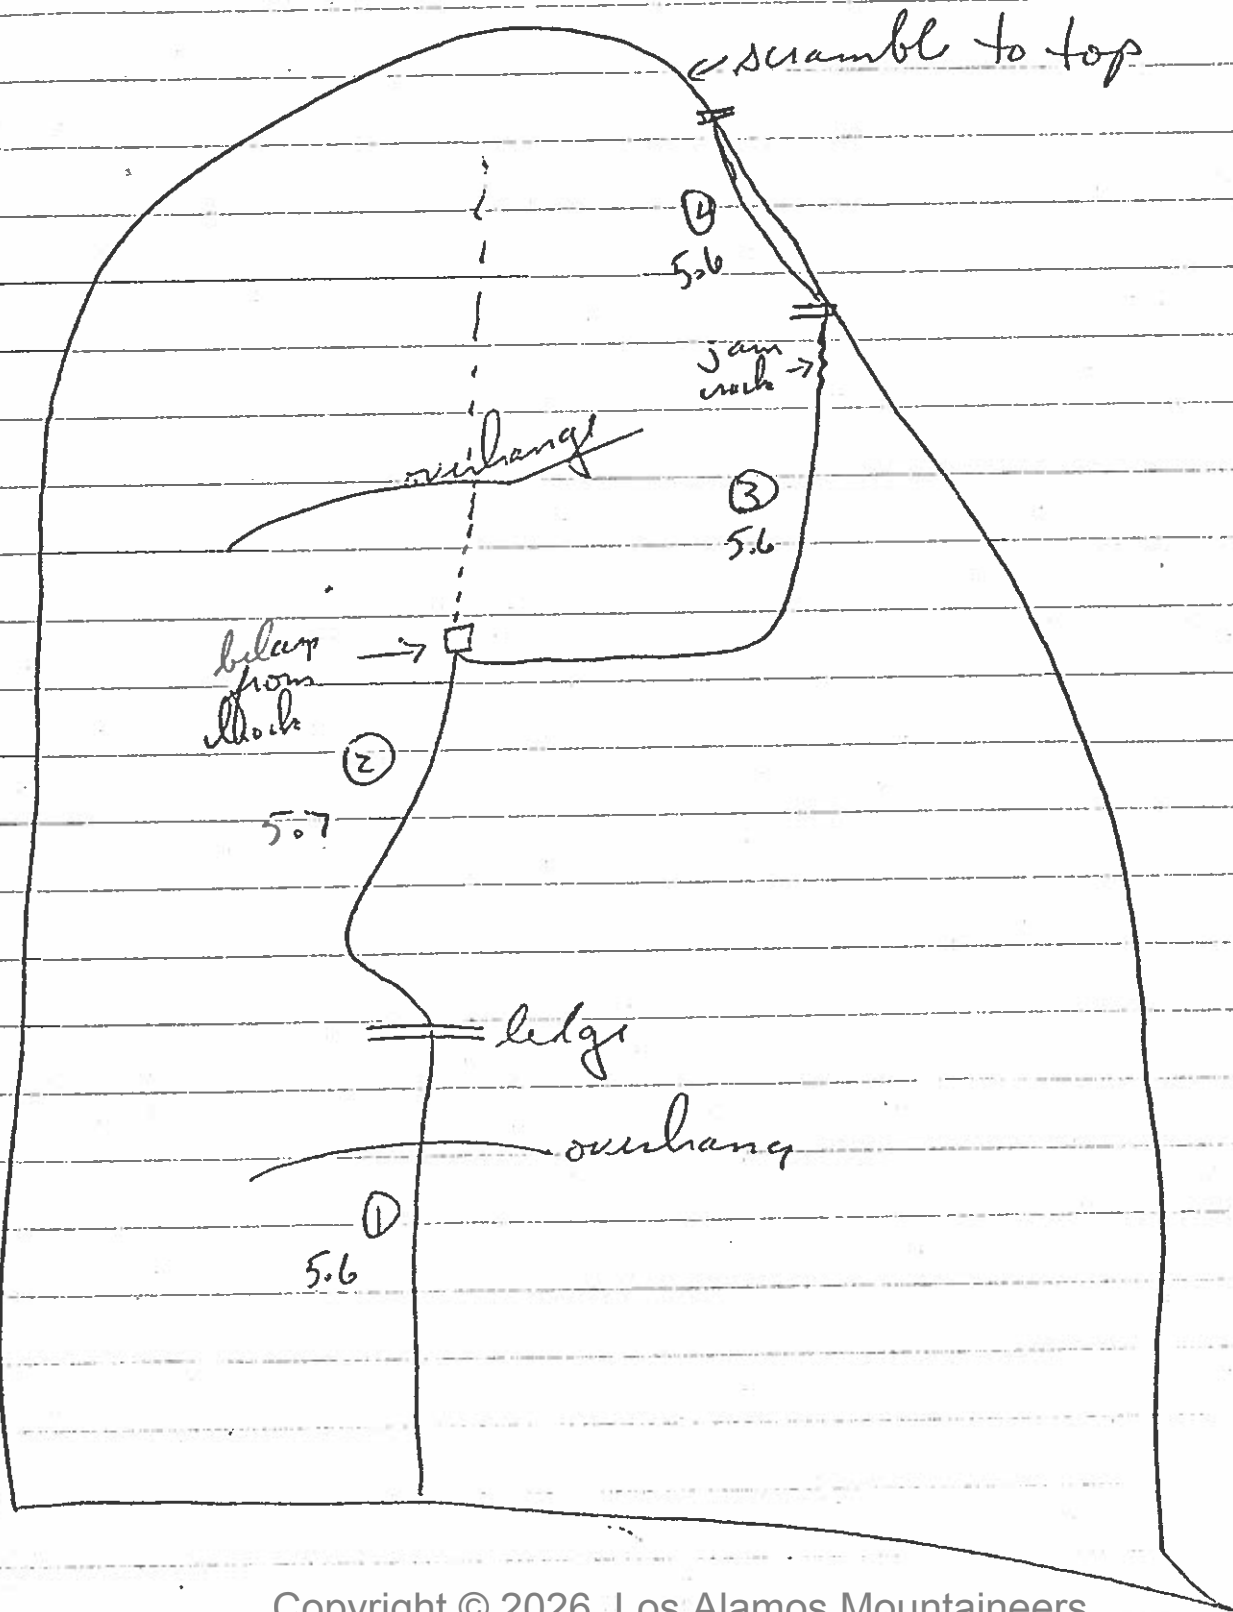 scramble to top
④
5.6
jam
crack
overhang
③
5.6
belay
from
block
②
5.7
ledge
overhang
①
5.6
Copyright © 2026, Los Alamos Mountaineers